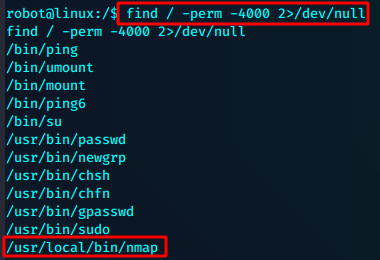 robot@linux:/$ find / -perm -4000 2>/dev/null
find / -perm -4000 2>/dev/null
/bin/ping
/bin/umount
/bin/mount
/bin/ping6
/bin/su
/usr/bin/passwd
/usr/bin/newgrp
/usr/bin/chsh
/usr/bin/chfn
/usr/bin/gpasswd
/usr/bin/sudo
/usr/local/bin/nmap